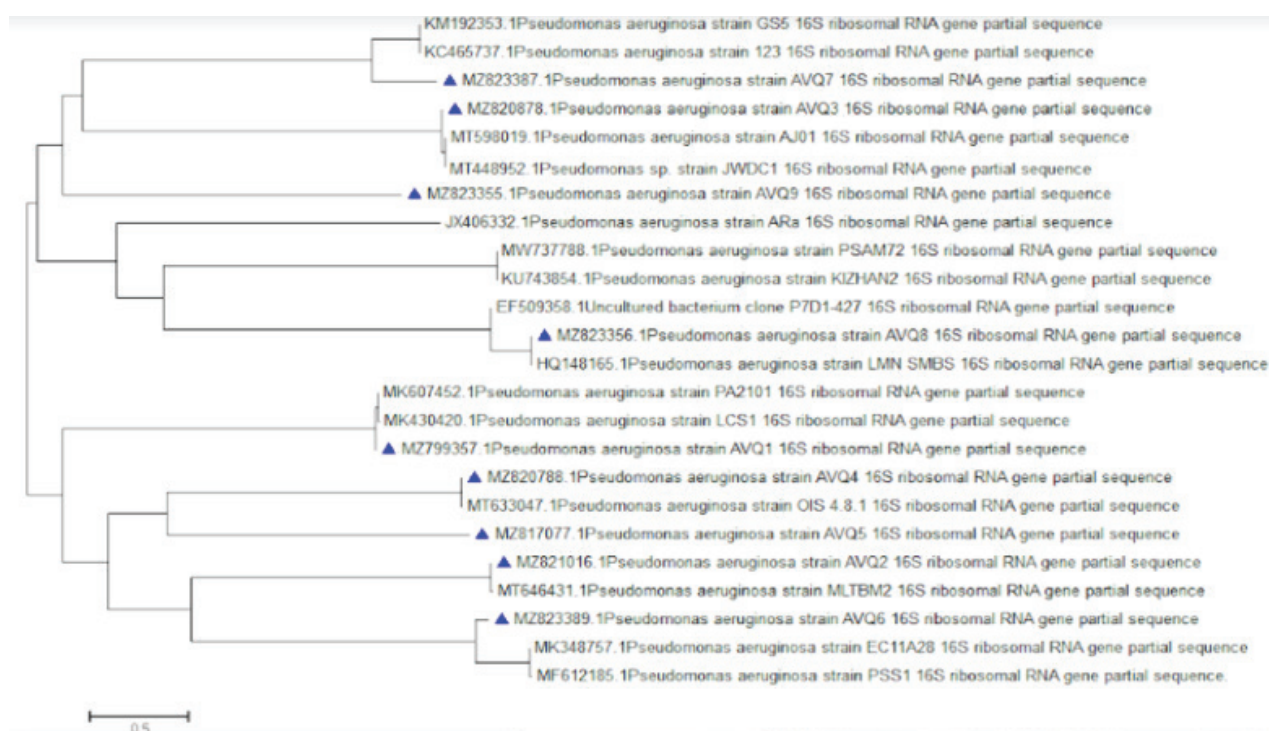 KM192353.1Pseudomonas aeruginosa strain GS5 16S ribosomal RNA gene partial sequence
KC465737.1Pseudomonas aeruginosa strain 123 16S ribosomal RNA gene partial sequence
MZ823387.1Pseudomonas aeruginosa strain AVQ7 16S ribosomal RNA gene partial sequence
MZ820878.1Pseudomonas aeruginosa strain AVQ3 16S ribosomal RNA gene partial sequence
MT598019.1Pseudomonas aeruginosa strain AJ01 16S ribosomal RNA gene partial sequence
MT448952.1Pseudomonas sp. strain JWDC1 16S ribosomal RNA gene partial sequence
MZ823355.1Pseudomonas aeruginosa strain AVQ9 16S ribosomal RNA gene partial sequence
JX406332.1Pseudomonas aeruginosa strain ARa 16S ribosomal RNA gene partial sequence
MW737788.1Pseudomonas aeruginosa strain PSAM72 16S ribosomal RNA gene partial sequence
KU743854.1Pseudomonas aeruginosa strain KIZHAN2 16S ribosomal RNA gene partial sequence
EF509358.1Uncultured bacterium clone P7D1-427 16S ribosomal RNA gene partial sequence
MZ823356.1Pseudomonas aeruginosa strain AVQ8 16S ribosomal RNA gene partial sequence
HQ148165.1Pseudomonas aeruginosa strain LMN SMBS 16S ribosomal RNA gene partial sequence
MK607452.1Pseudomonas aeruginosa strain PA2101 16S ribosomal RNA gene partial sequence
MK430420.1Pseudomonas aeruginosa strain LCS1 16S ribosomal RNA gene partial sequence
MZ799357.1Pseudomonas aeruginosa strain AVQ1 16S ribosomal RNA gene partial sequence
MZ820788.1Pseudomonas aeruginosa strain AVQ4 16S ribosomal RNA gene partial sequence
MT633047.1Pseudomonas aeruginosa strain OIS 4.8.1 16S ribosomal RNA gene partial sequence
MZ817077.1Pseudomonas aeruginosa strain AVQ5 16S ribosomal RNA gene partial sequence
MZ821016.1Pseudomonas aeruginosa strain AVQ2 16S ribosomal RNA gene partial sequence
MT646431.1Pseudomonas aeruginosa strain MLTBM2 16S ribosomal RNA gene partial sequence
MZ823389.1Pseudomonas aeruginosa strain AVQ6 16S ribosomal RNA gene partial sequence
MK348757.1Pseudomonas aeruginosa strain EC11A28 16S ribosomal RNA gene partial sequence
MF612185.1Pseudomonas aeruginosa strain PSS1 16S ribosomal RNA gene partial sequence.
0.5